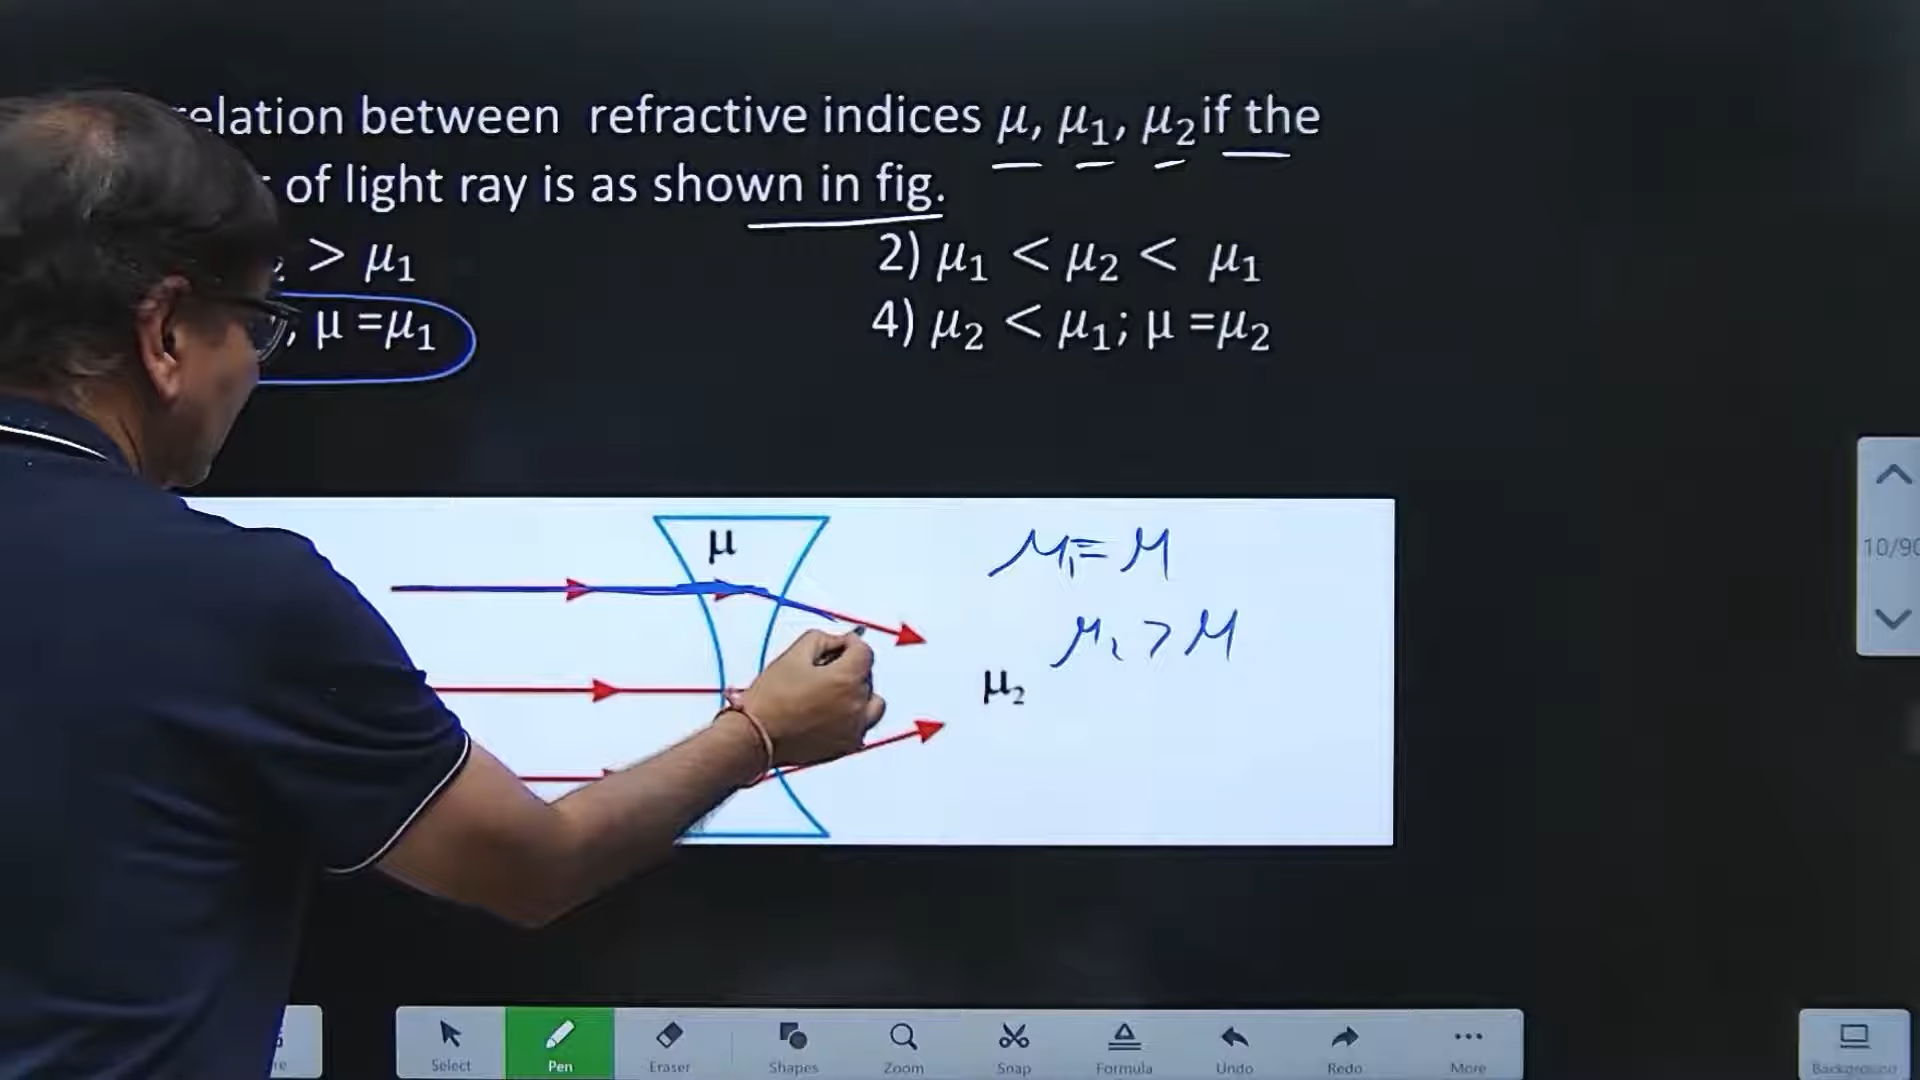 relation between refractive indices μ, μ₁, μ₂ if the
of light ray is as shown in fig.
> μ₁
2) μ₁ < μ₂ < μ₁
, μ =μ₁
4) μ₂ < μ₁; μ =μ₂
μ
μ₁ = μ
μ₂ > μ
μ₂
10/90
Select Pen Eraser Shapes Zoom Snap Formula Undo Redo More Background